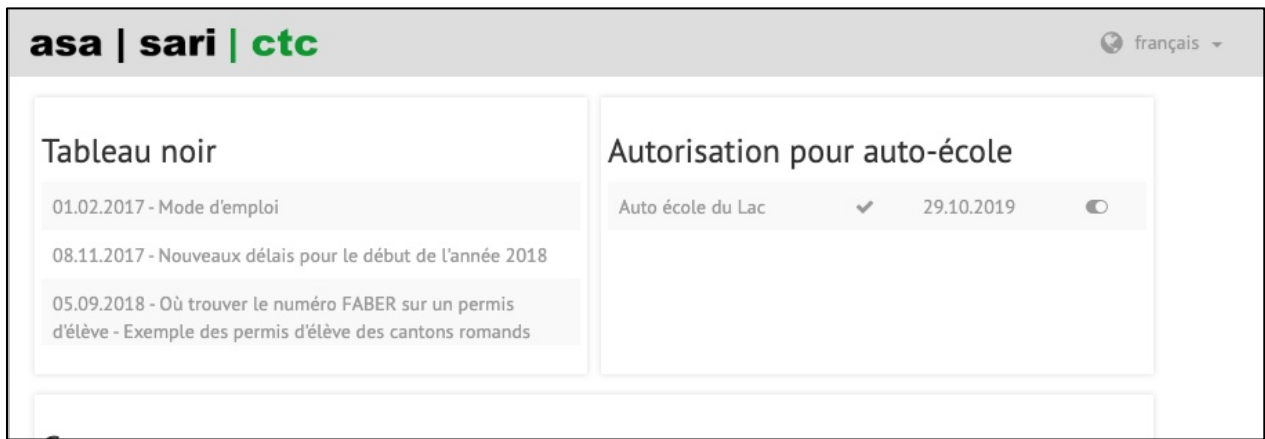 asa | sari | ctc
français
Tableau noir
01.02.2017 - Mode d'emploi
08.11.2017 - Nouveaux délais pour le début de l'année 2018
05.09.2018 - Où trouver le numéro FABER sur un permis
d'élève - Exemple des permis d'élève des cantons romands
Autorisation pour auto-école
Auto école du Lac 29.10.2019